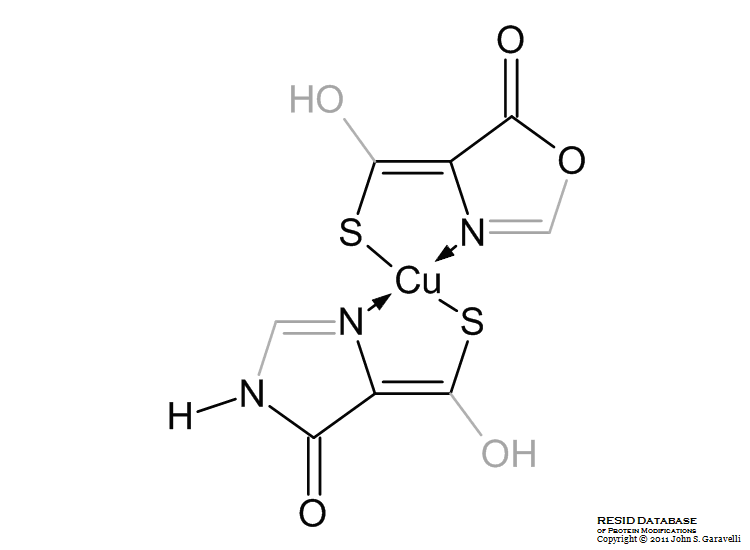 O
HO
O
S
N
Cu
N
S
N
H
OH
O
RESID DATABASE
OF PROTEIN MODIFICATIONS
Copyright © 2011 John S. Garavelli